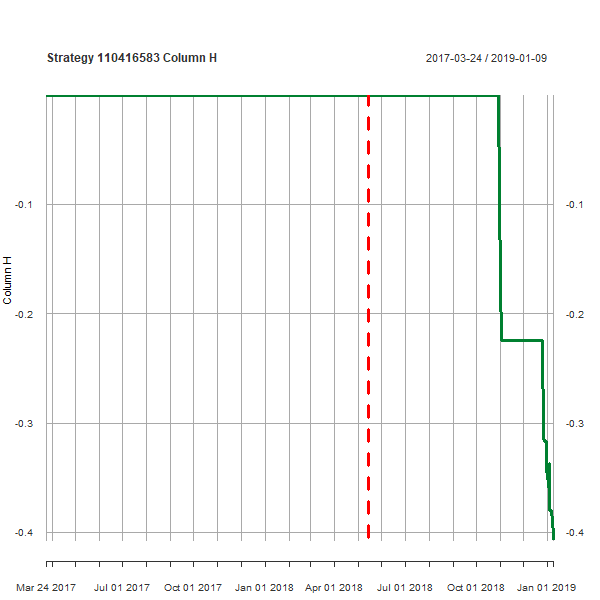 Strategy 110416583 Column H
2017-03-24 / 2019-01-09
-0.1
-0.1
Column H
-0.2
-0.2
-0.3
-0.3
-0.4
-0.4
Mar 24 2017
Jul 01 2017
Oct 01 2017
Jan 01 2018
Apr 01 2018
Jul 01 2018
Oct 01 2018
Jan 01 2019